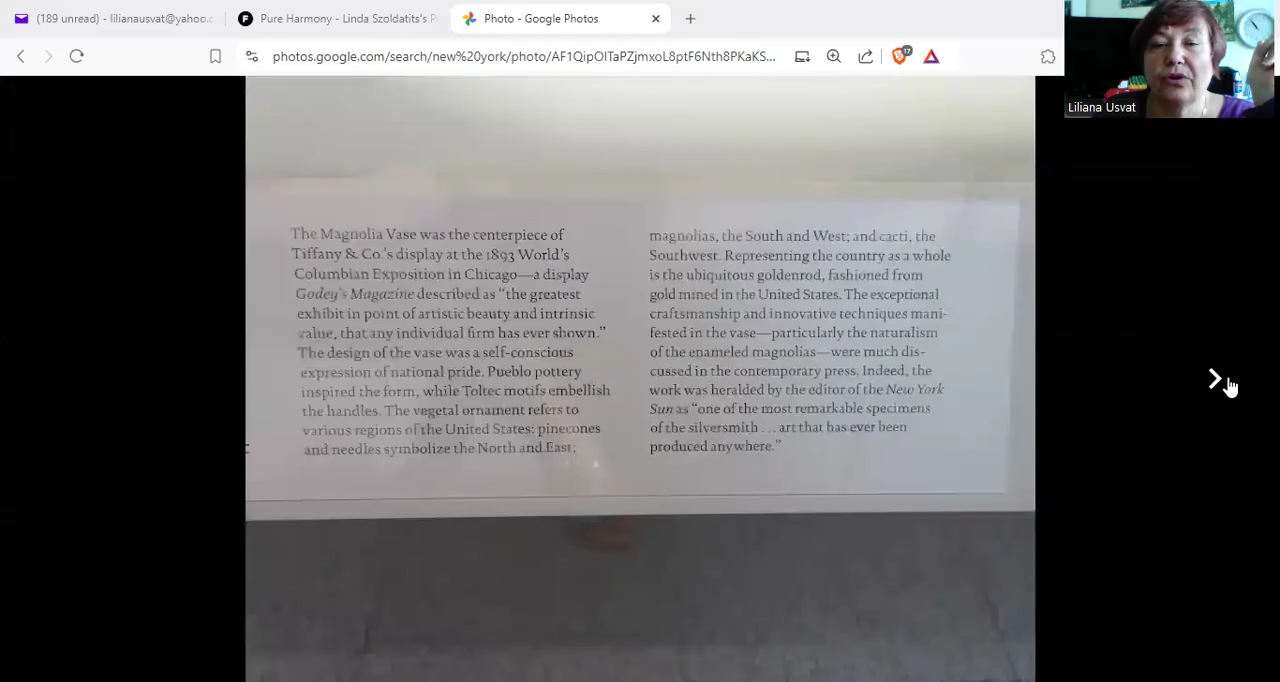 (189 unread) - lilianausvat@yahoo.c
Pure Harmony - Linda Szoldatits's P
Photo - Google Photos
photos.google.com/search/new%20york/photo/AF1QipOlTaPZjmxoL8ptF6Nth8PKaKS...
17
Liliana Usvat
The Magnolia Vase was the centerpiece of
Tiffany & Co.'s display at the 1893 World's
Columbian Exposition in Chicago—a display
Godey's Magazine described as "the greatest
exhibit in point of artistic beauty and intrinsic
value, that any individual firm has ever shown."
The design of the vase was a self-conscious
expression of national pride. Pueblo pottery
inspired the form, while Toltec motifs embellish
the handles. The vegetal ornament refers to
various regions of the United States: pinecones
and needles symbolize the North and East;
magnolias, the South and West; and cacti, the
Southwest. Representing the country as a whole
is the ubiquitous goldenrod, fashioned from
gold mined in the United States. The exceptional
craftsmanship and innovative techniques mani-
fested in the vase—particularly the naturalism
of the enameled magnolias—were much dis-
cussed in the contemporary press. Indeed, the
work was heralded by the editor of the New York
Sun as "one of the most remarkable specimens
of the silversmith . . . art that has ever been
produced anywhere."